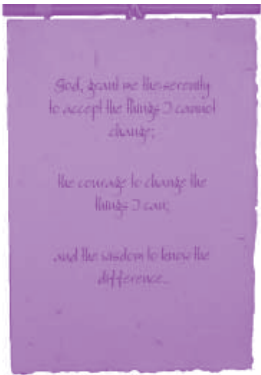 God, grant me the serenity
to accept the things I cannot
change;
the courage to change the
things I can;
and the wisdom to know the
difference...